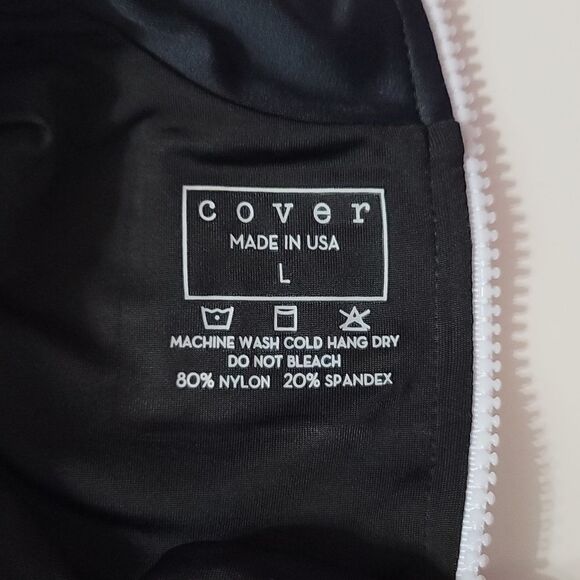 cover
MADE IN USA
L
MACHINE WASH COLD HANG DRY
DO NOT BLEACH
80% NYLON 20% SPANDEX